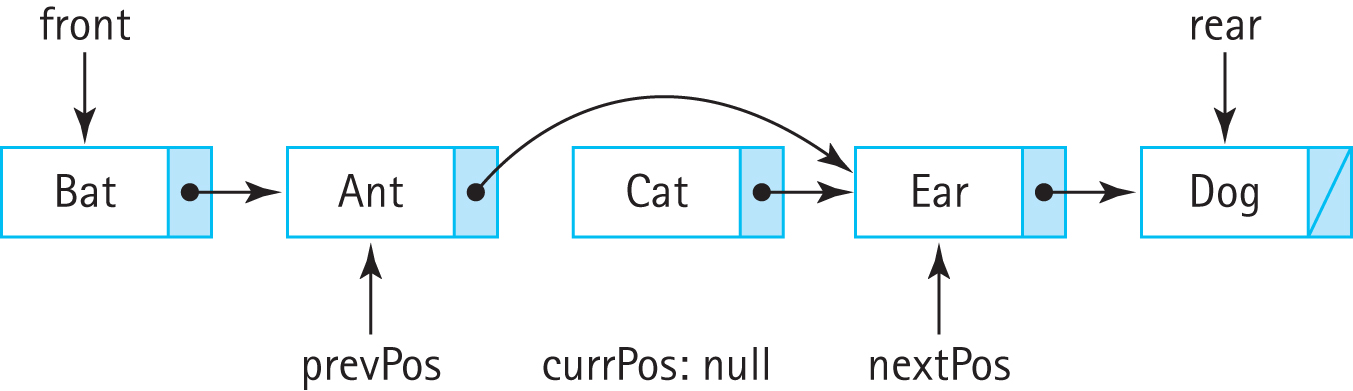 front
rear
Bat
Ant
Cat
Ear
Dog
prevPos
currPos: null
nextPos